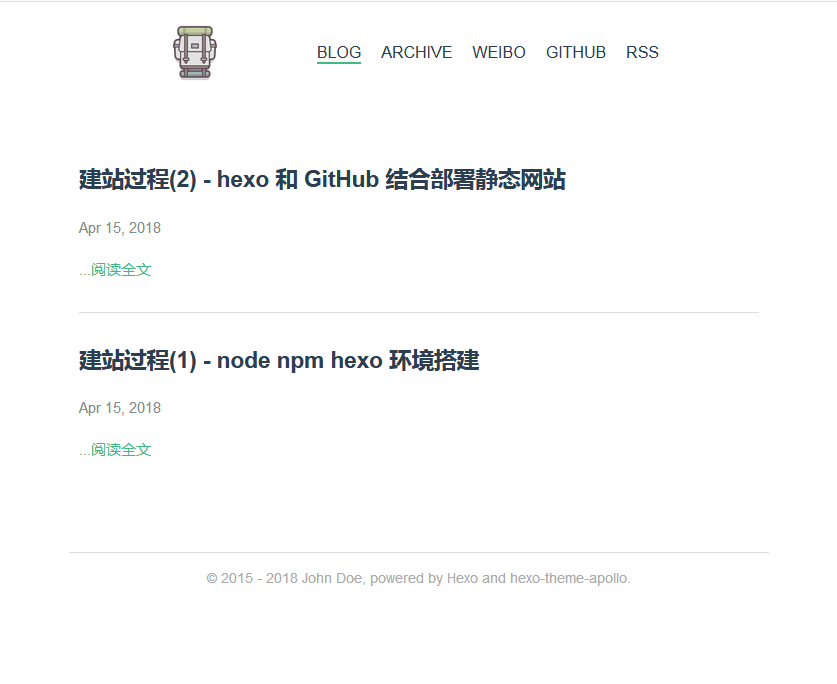 BLOG ARCHIVE WEIBO GITHUB RSS
建站过程(2) - hexo 和 GitHub 结合部署静态网站
Apr 15, 2018
...阅读全文
建站过程(1) - node npm hexo 环境搭建
Apr 15, 2018
...阅读全文
© 2015 - 2018 John Doe, powered by Hexo and hexo-theme-apollo.